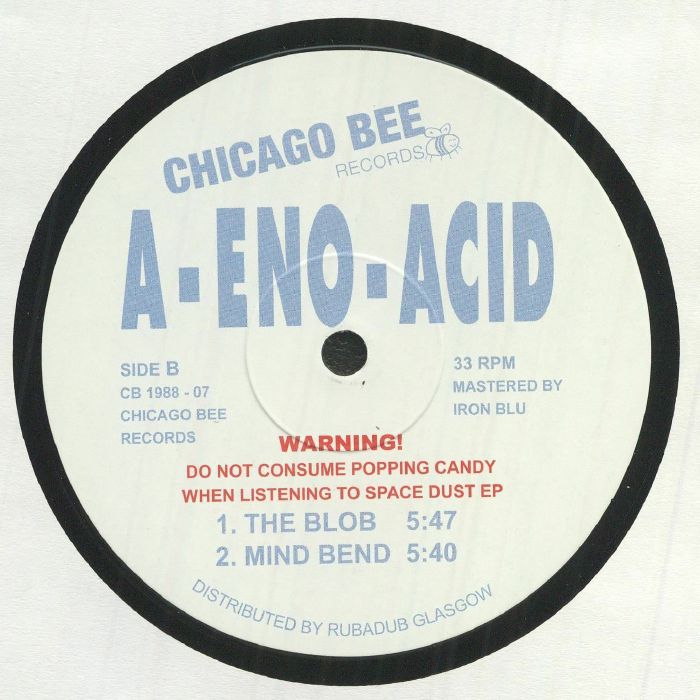 CHICAGO BEE
RECORDS
A-ENO-ACID
SIDE B
CB 1988 - 07
CHICAGO BEE
RECORDS
33 RPM
MASTERED BY
IRON BLU
WARNING!
DO NOT CONSUME POPPING CANDY
WHEN LISTENING TO SPACE DUST EP
1. THE BLOB 5:47
2. MIND BEND 5:40
DISTRIBUTED BY RUBADUB GLASGOW